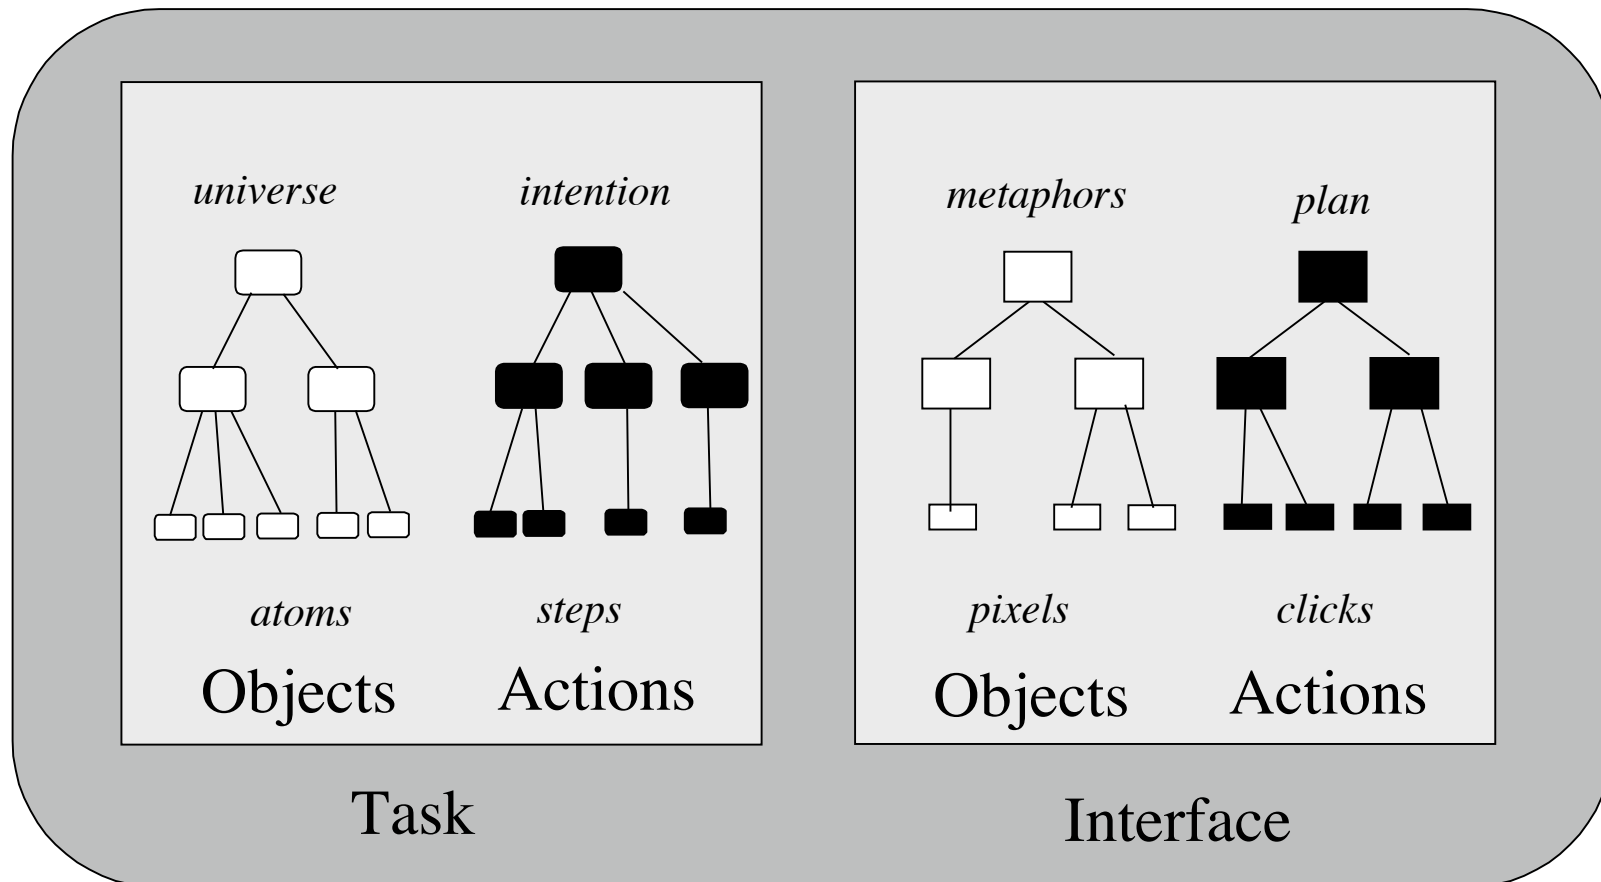 universe
intention
metaphors
plan
atoms
steps
pixels
clicks
Objects
Actions
Objects
Actions
Task
Interface